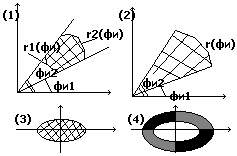 (1)
r1(фи)
r2(фи)
фи2
фи1
(2)
r(фи)
фи2
фи1
(3)
(4)